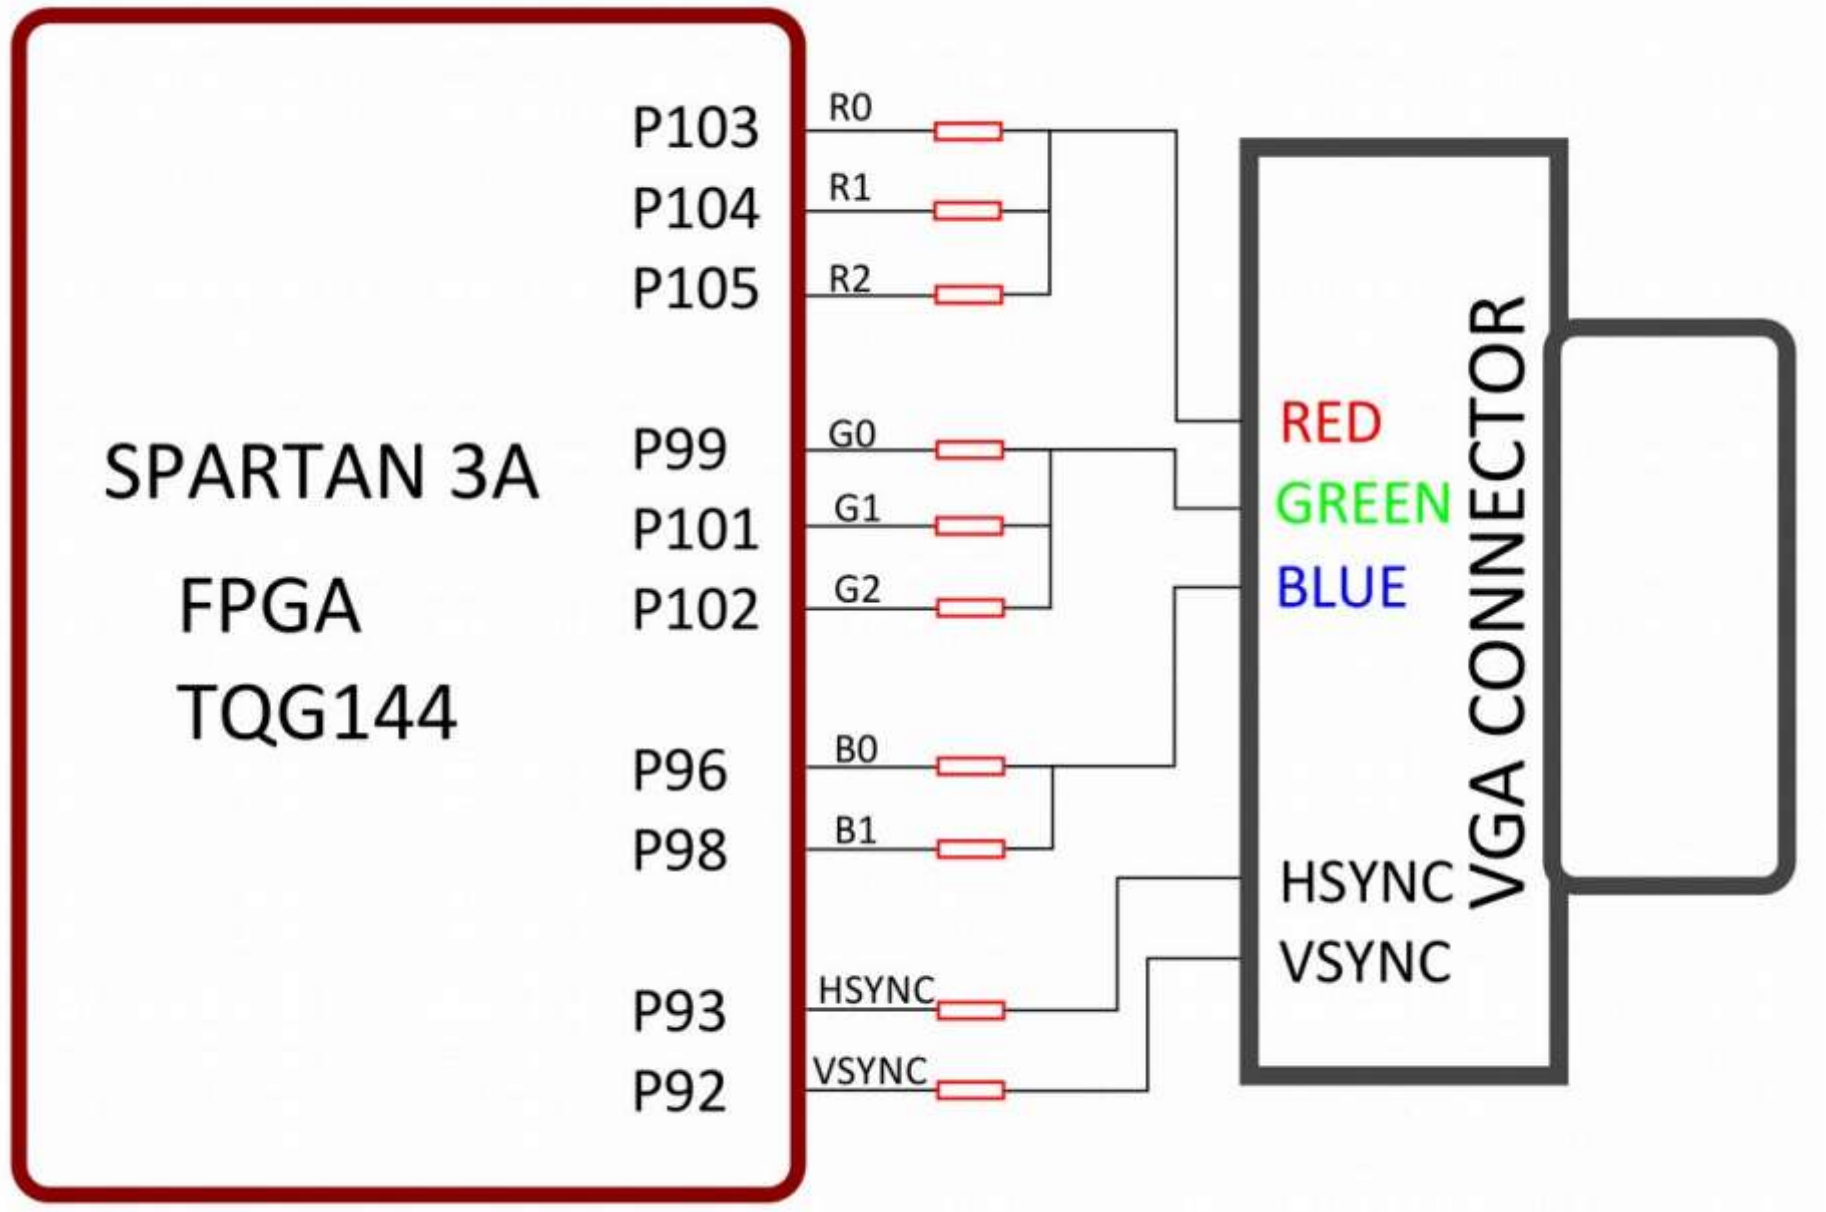 SPARTAN 3A
FPGA
TQG144
P103
R0
P104
R1
P105
R2
P99
G0
P101
G1
P102
G2
P96
B0
P98
B1
P93
HSYNC
P92
VSYNC
RED
GREEN
BLUE
HSYNC
VSYNC
VGA CONNECTOR